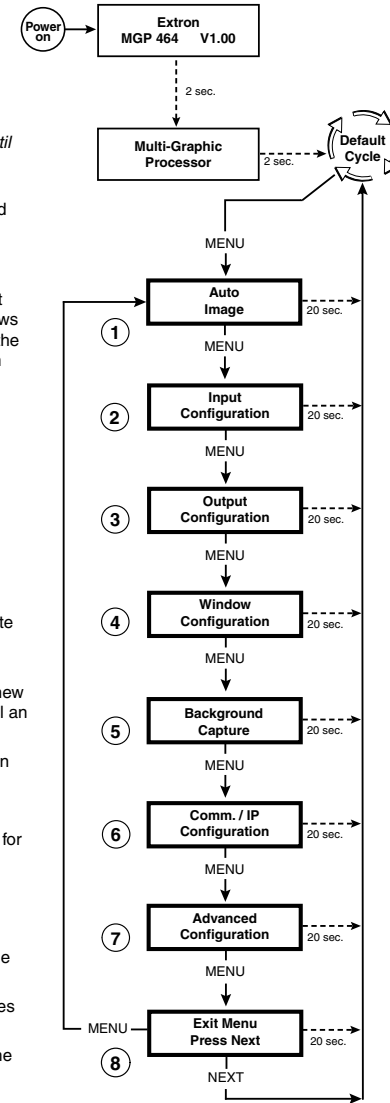 Power
on
Extron
MGP 464 V1.00
2 sec.
Multi-Graphic
Processor
2 sec.
Default
Cycle
MENU
1
Auto
Image
20 sec.
MENU
2
Input
Configuration
20 sec.
MENU
3
Output
Configuration
20 sec.
MENU
4
Window
Configuration
20 sec.
MENU
5
Background
Capture
20 sec.
MENU
6
Comm. / IP
Configuration
20 sec.
MENU
7
Advanced
Configuration
20 sec.
MENU
8
Exit Menu
Press Next
20 sec.
MENU
NEXT
for